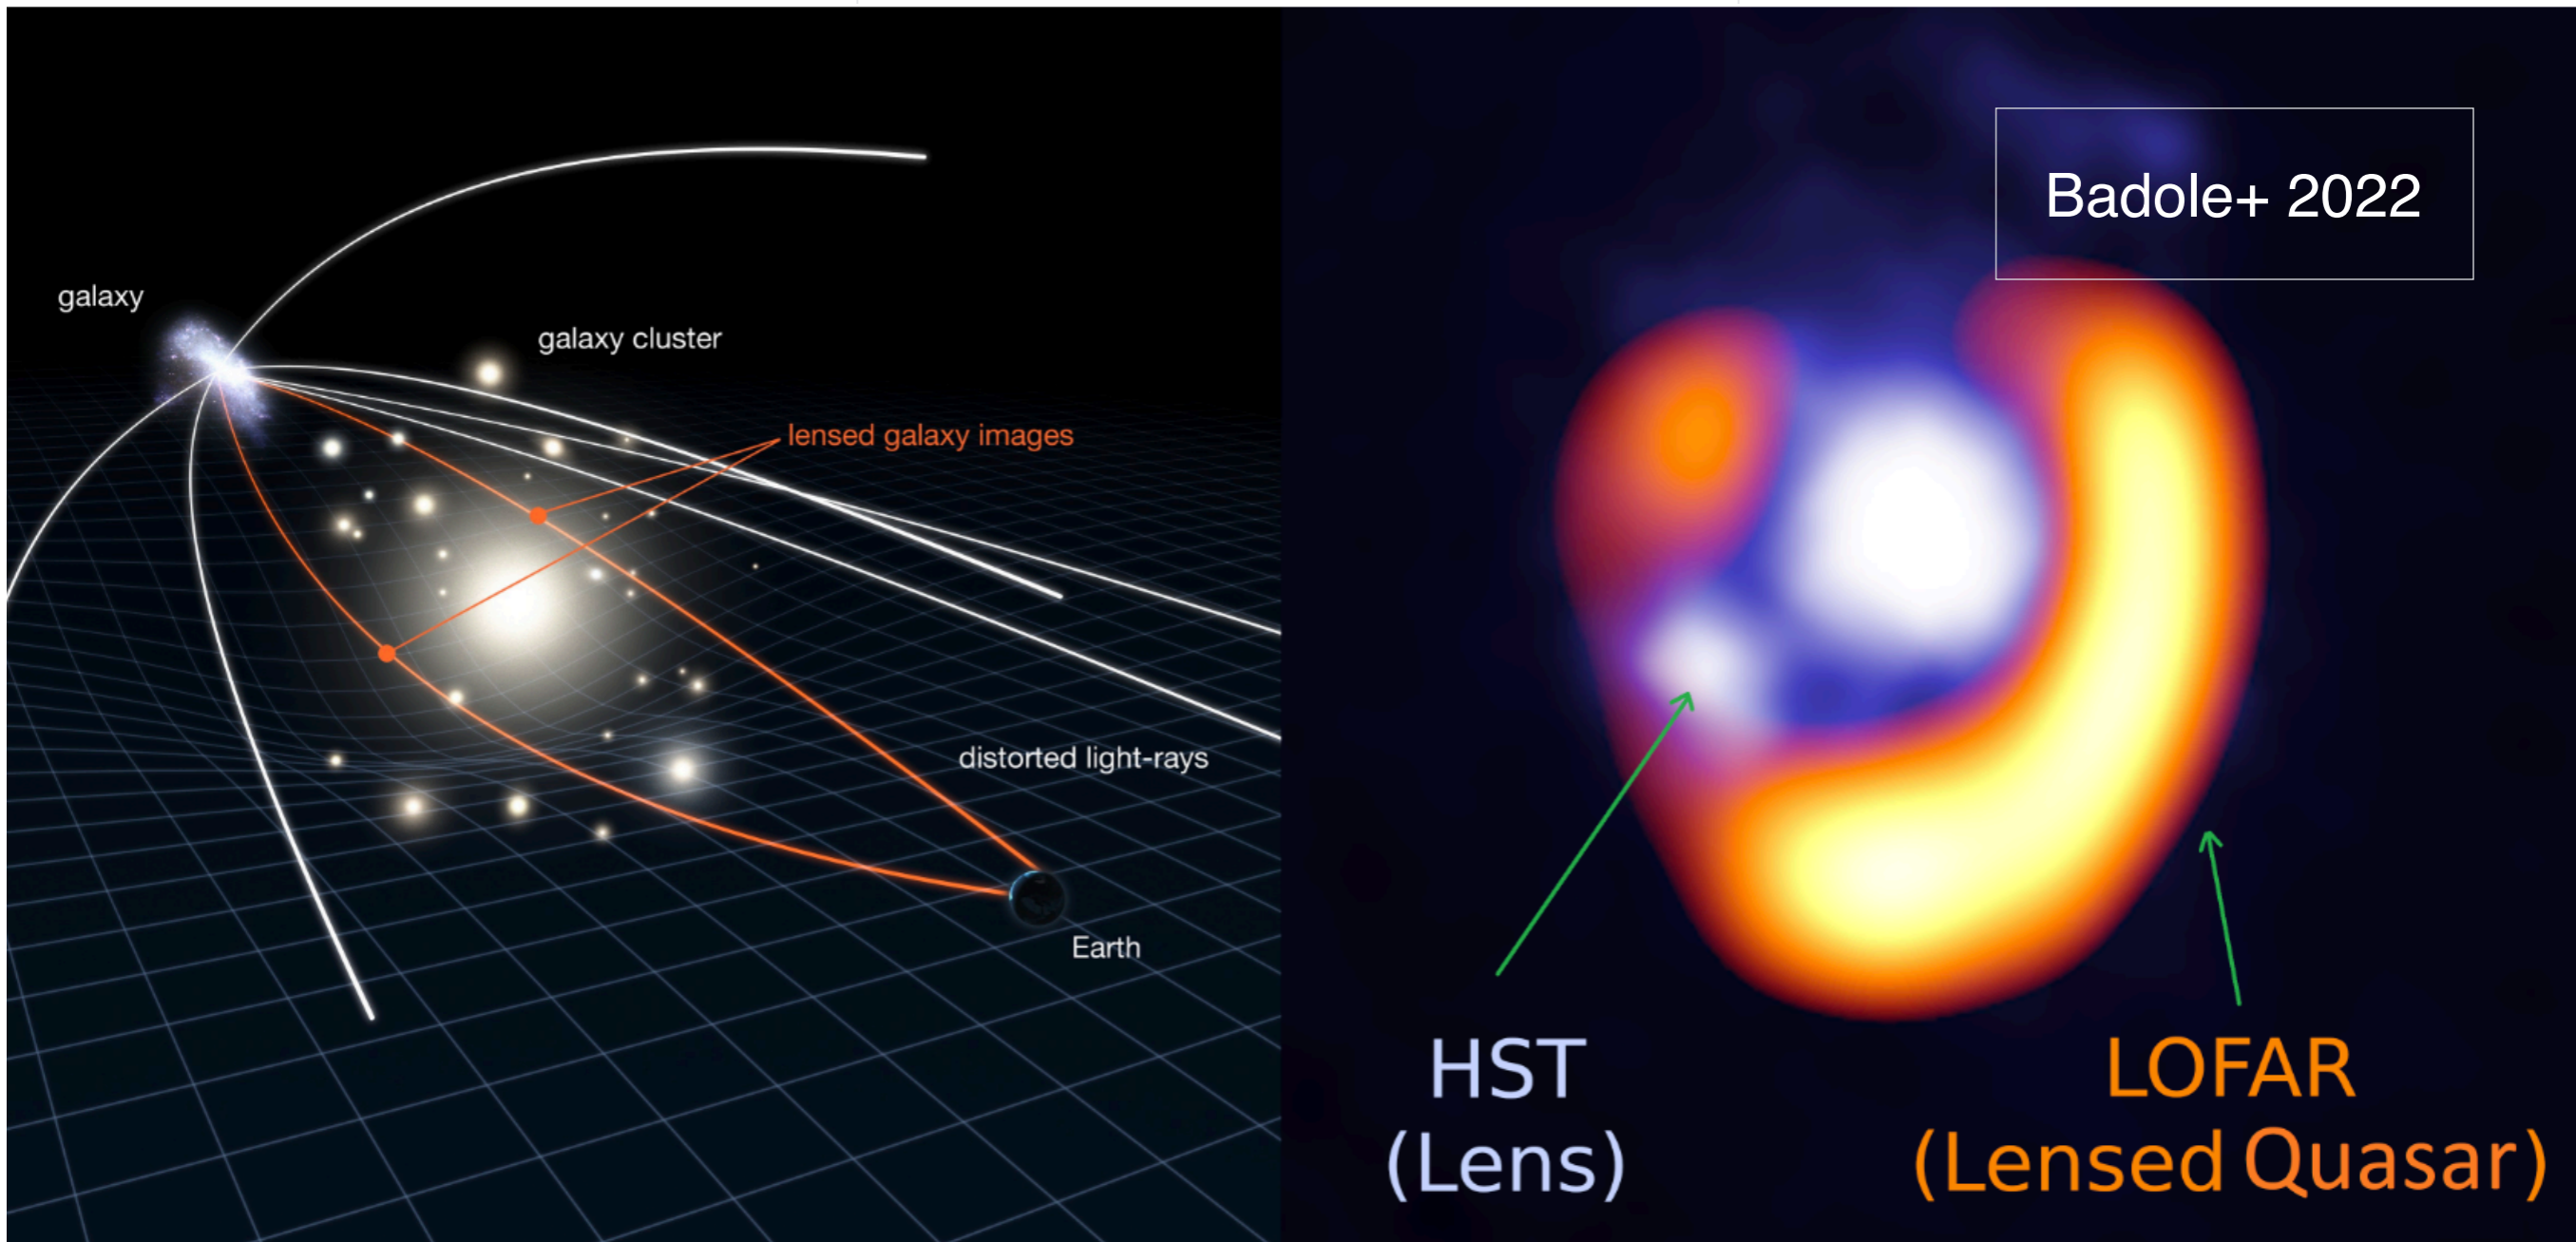 galaxy
galaxy cluster
lensed galaxy images
distorted light-rays
Earth
Badole+ 2022
HST
(Lens)
LOFAR
(Lensed Quasar)